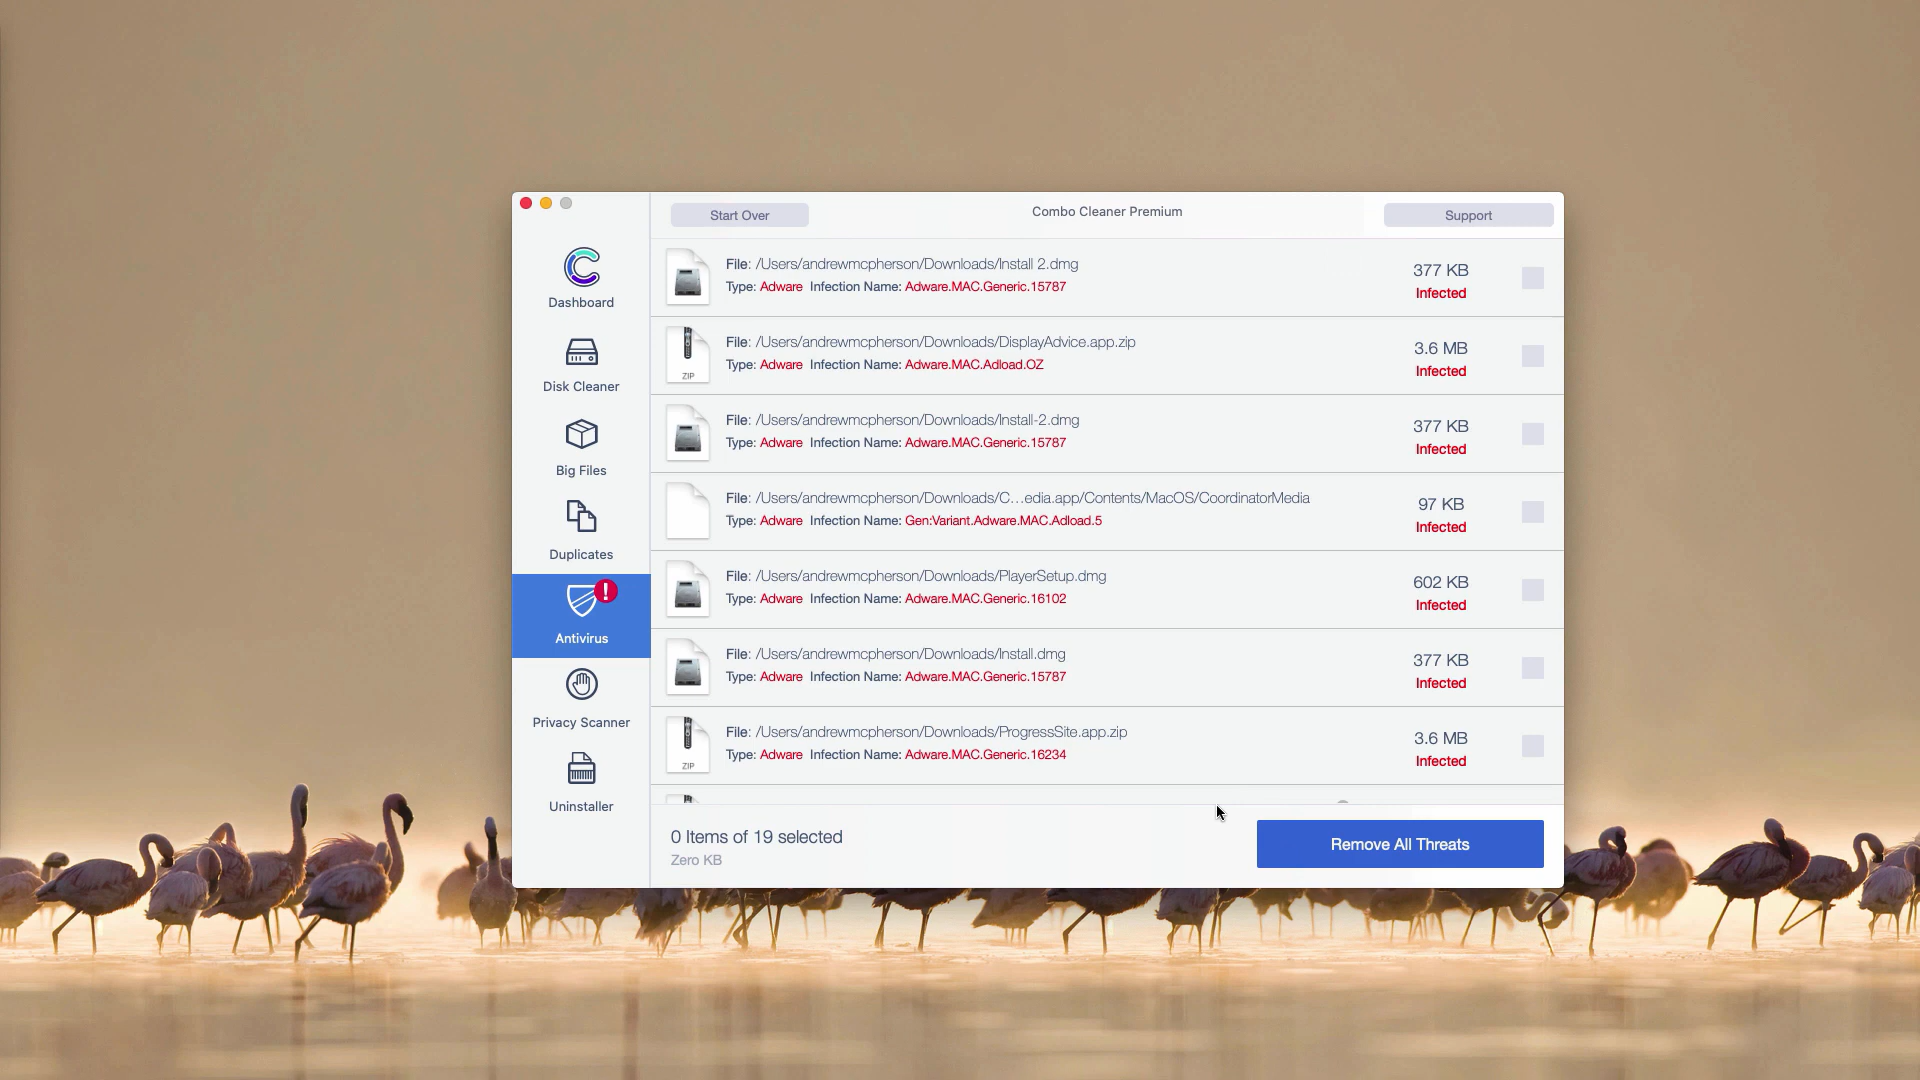 Start Over
Combo Cleaner Premium
Support
Dashboard
Disk Cleaner
Big Files
Duplicates
Antivirus
Privacy Scanner
Uninstaller
File: /Users/andrewmcpherson/Downloads/Install 2.dmg
Type: Adware Infection Name: Adware.MAC.Generic.15787
377 KB
Infected
ZIP
File: /Users/andrewmcpherson/Downloads/DisplayAdvice.app.zip
Type: Adware Infection Name: Adware.MAC.Adload.OZ
3.6 MB
Infected
File: /Users/andrewmcpherson/Downloads/Install-2.dmg
Type: Adware Infection Name: Adware.MAC.Generic.15787
377 KB
Infected
File: /Users/andrewmcpherson/Downloads/C...edia.app/Contents/MacOS/CoordinatorMedia
Type: Adware Infection Name: Gen:Variant.Adware.MAC.Adload.5
97 KB
Infected
File: /Users/andrewmcpherson/Downloads/PlayerSetup.dmg
Type: Adware Infection Name: Adware.MAC.Generic.16102
602 KB
Infected
File: /Users/andrewmcpherson/Downloads/Install.dmg
Type: Adware Infection Name: Adware.MAC.Generic.15787
377 KB
Infected
ZIP
File: /Users/andrewmcpherson/Downloads/ProgressSite.app.zip
Type: Adware Infection Name: Adware.MAC.Generic.16234
3.6 MB
Infected
0 Items of 19 selected
Zero KB
Remove All Threats